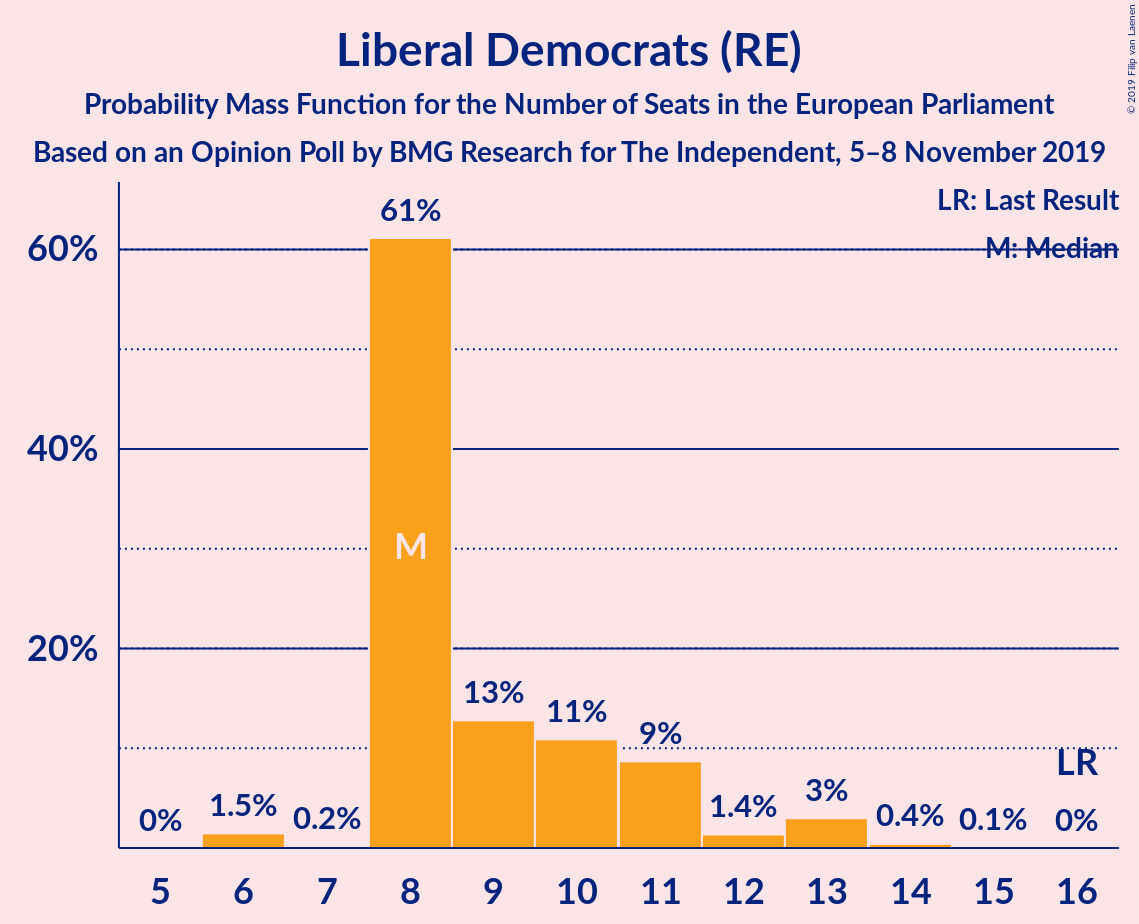 Liberal Democrats (RE)
Probability Mass Function for the Number of Seats in the European Parliament
Based on an Opinion Poll by BMG Research for The Independent, 5–8 November 2019
© 2019 Filip van Laenen
LR: Last Result
M: Median
60%
40%
20%
0%
1.5%
0.2%
61%
M
13%
11%
9%
1.4%
3%
0.4%
0.1%
LR
0%
5 6 7 8 9 10 11 12 13 14 15 16